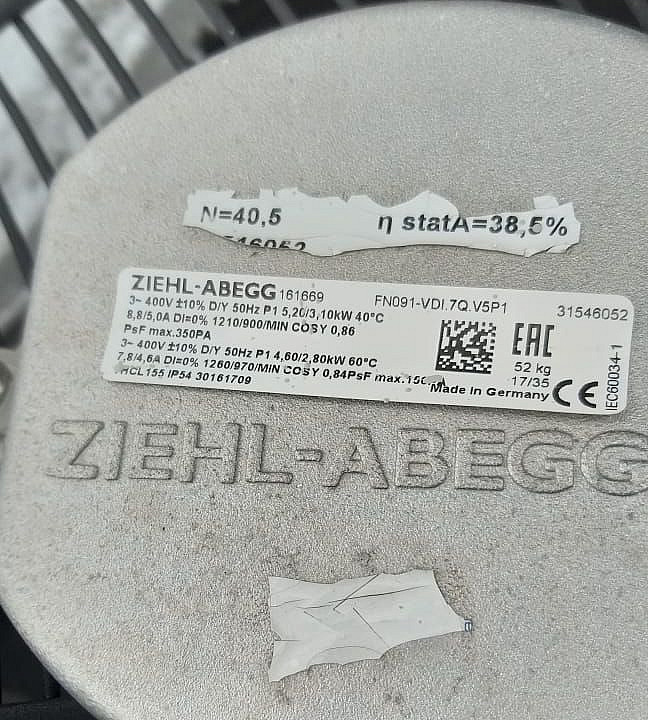 N=40,5 η statA=38,5%
ZIEHL-ABEGG 161669 FN091-VDI.7Q.V5P1 31546052
3~ 400V ±10% D/Y 50Hz P1 5,20/3,10kW 40°C
8,8/5,0A DI=0% 1210/900/MIN COSY 0,86
PsF max.350PA
3~ 400V ±10% D/Y 50Hz P1 4,60/2,80kW 60°C
7,8/4,6A DI=0% 1260/970/MIN COSY 0,84PsF max.
THCL155 IP54 30161709
EAC
52 kg
17/35
Made in Germany CE
IEC60034-1
ZIEHL-ABEGG